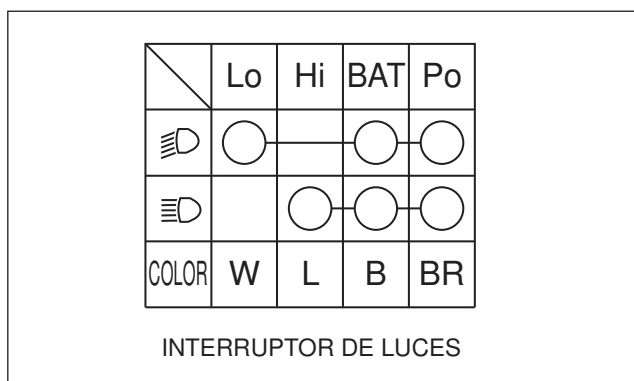 Lo Hi BAT Po
COLOR W L B BR
INTERRUPTOR DE LUCES